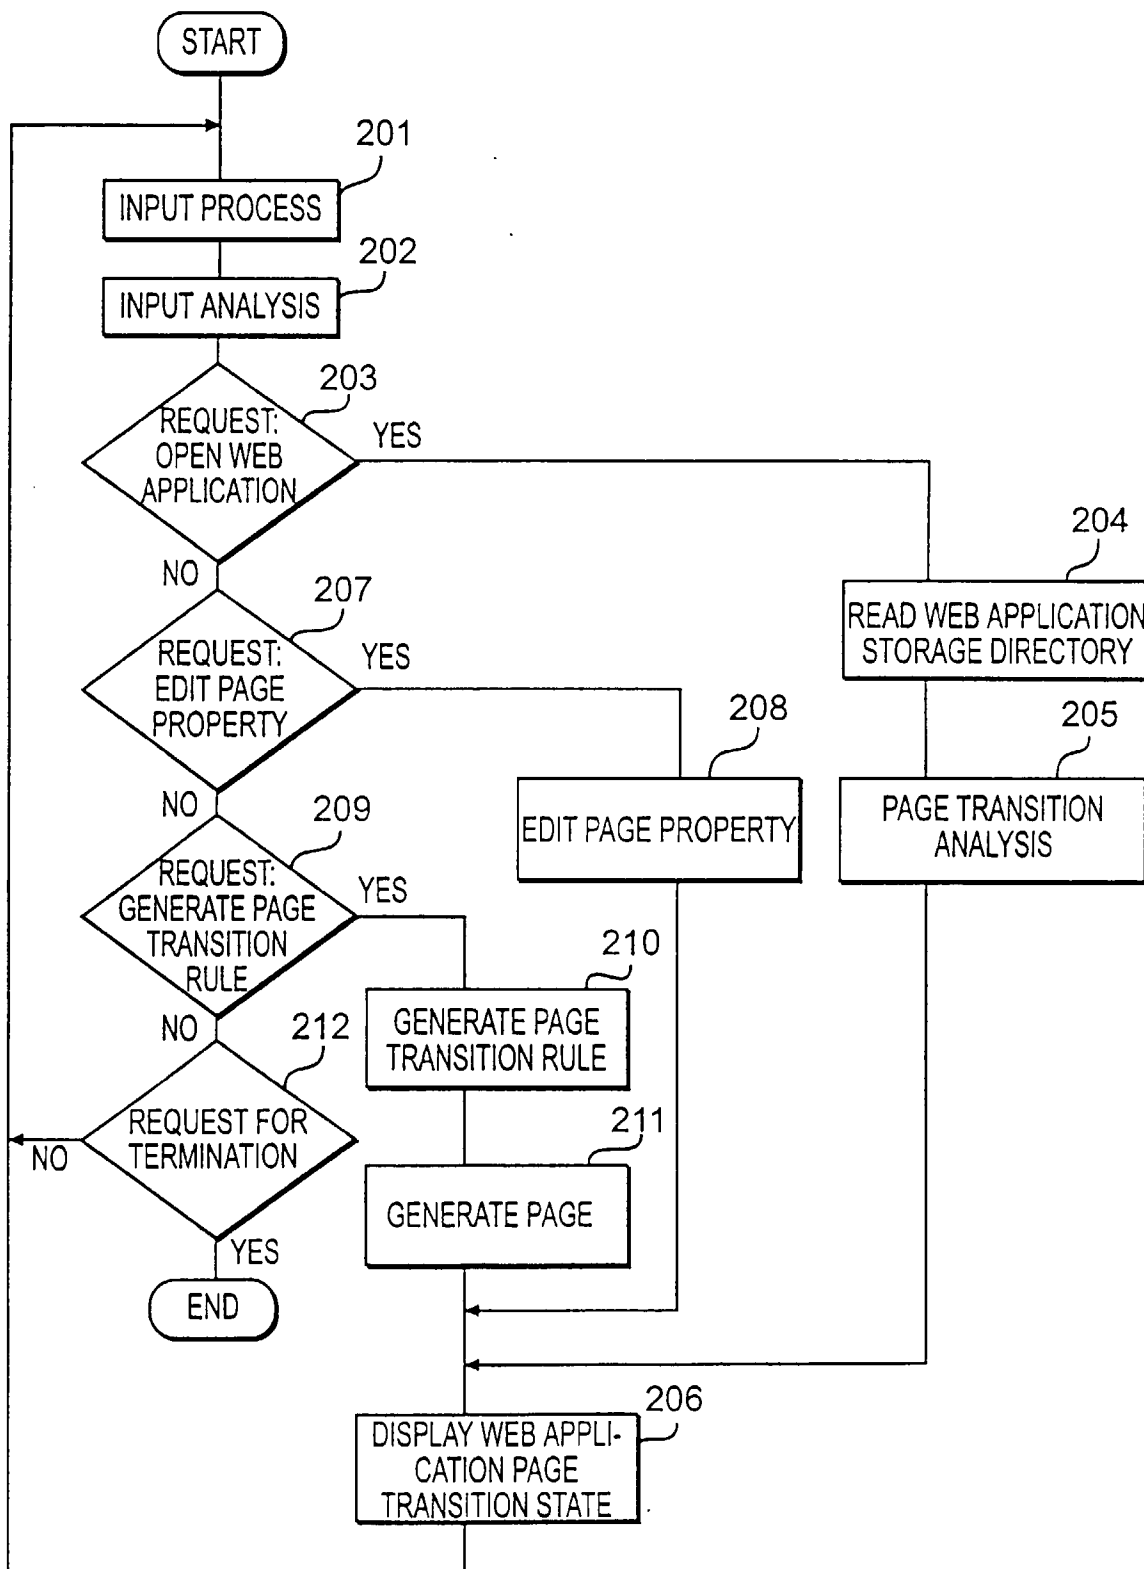 START
201
INPUT PROCESS
202
INPUT ANALYSIS
203
REQUEST:
OPEN WEB
APPLICATION
YES
NO
204
READ WEB APPLICATION
STORAGE DIRECTORY
207
REQUEST:
EDIT PAGE
PROPERTY
YES
NO
208
EDIT PAGE PROPERTY
205
PAGE TRANSITION
ANALYSIS
209
REQUEST:
GENERATE PAGE
TRANSITION
RULE
YES
NO
210
GENERATE PAGE
TRANSITION RULE
212
REQUEST FOR
TERMINATION
NO
YES
211
GENERATE PAGE
END
206
DISPLAY WEB APPLI-
CATION PAGE
TRANSITION STATE